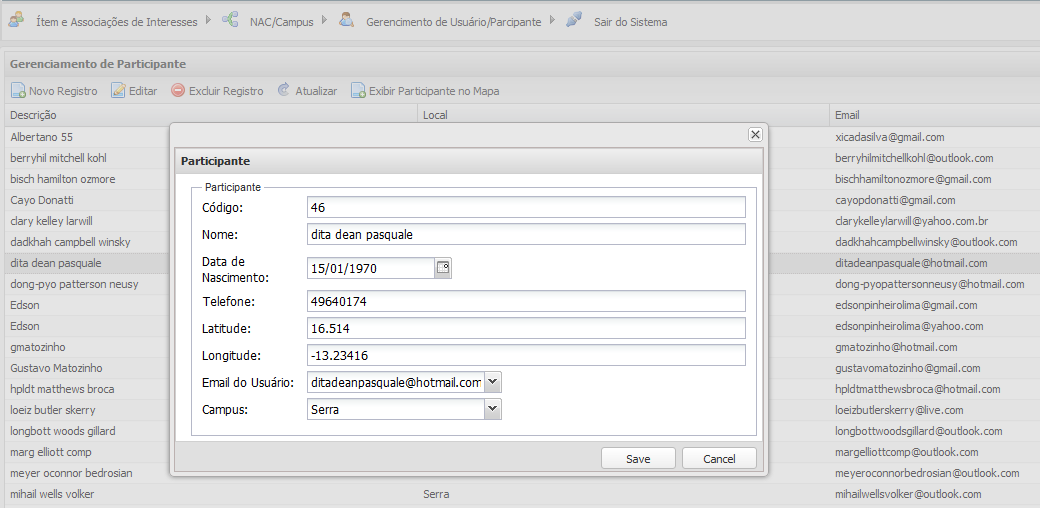 Ítem e Associações de Interesses NAC/Campus Gerencimento de Usuário/Parcipante Sair do Sistema
Gerenciamento de Participante
Novo Registro Editar Excluir Registro Atualizar Exibir Participante no Mapa
Descrição Local Email
Albertano 55 xicadasilva@gmail.com
berryhil mitchell kohl berryhilmitchellkohl@outlook.com
bisch hamilton ozmore bischhamiltonozmore@gmail.com
Cayo Donatti cayopdonatti@gmail.com
clary kelley larwill clarykelleylarwill@yahoo.com.br
dadkhah campbell winsky dadkhahcampbellwinsky@outlook.com
dita dean pasquale ditadeanpasquale@hotmail.com
dong-pyo patterson neusy dong-pyopattersonneusy@hotmail.com
Edson edsonpinheirolima@gmail.com
Edson edsonpinheirolima@yahoo.com
gmatozinho gmatozinho@hotmail.com
Gustavo Matozinho gustavomatozinho@gmail.com
hpldt matthews broca hpldtmatthewsbroca@hotmail.com
loeiz butler skerry loeizbutlerskerry@live.com
longbott woods gillard longbottwoodsgillard@outlook.com
marg elliott comp margelliottcomp@outlook.com
meyer oconnor bedrosian meyeroconnorbedrosian@outlook.com
mihail wells volker Serra mihailwellsvolker@outlook.com
Participante
Participante
Código: 46
Nome: dita dean pasquale
Data de
Nascimento: 15/01/1970
Telefone: 49640174
Latitude: 16.514
Longitude: -13.23416
Email do Usuário: ditadeanpasquale@hotmail.com
Campus: Serra
Save Cancel